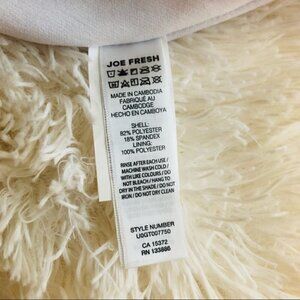 JOE FRESH
MADE IN CAMBODIA
FABRIQUÉ AU
CAMBODGE
HECHO EN CAMBOYA
SHELL:
82% POLYESTER
18% SPANDEX
LINING:
100% POLYESTER
RINSE AFTER EACH USE /
MACHINE WASH COLD /
WITH LIKE COLOURS / DO
NOT BLEACH / HANG TO
DRY IN THE SHADE / DO NOT
IRON / DO NOT DRY CLEAN
STYLE NUMBER
U0GT007750
CA 15372
RN 133886